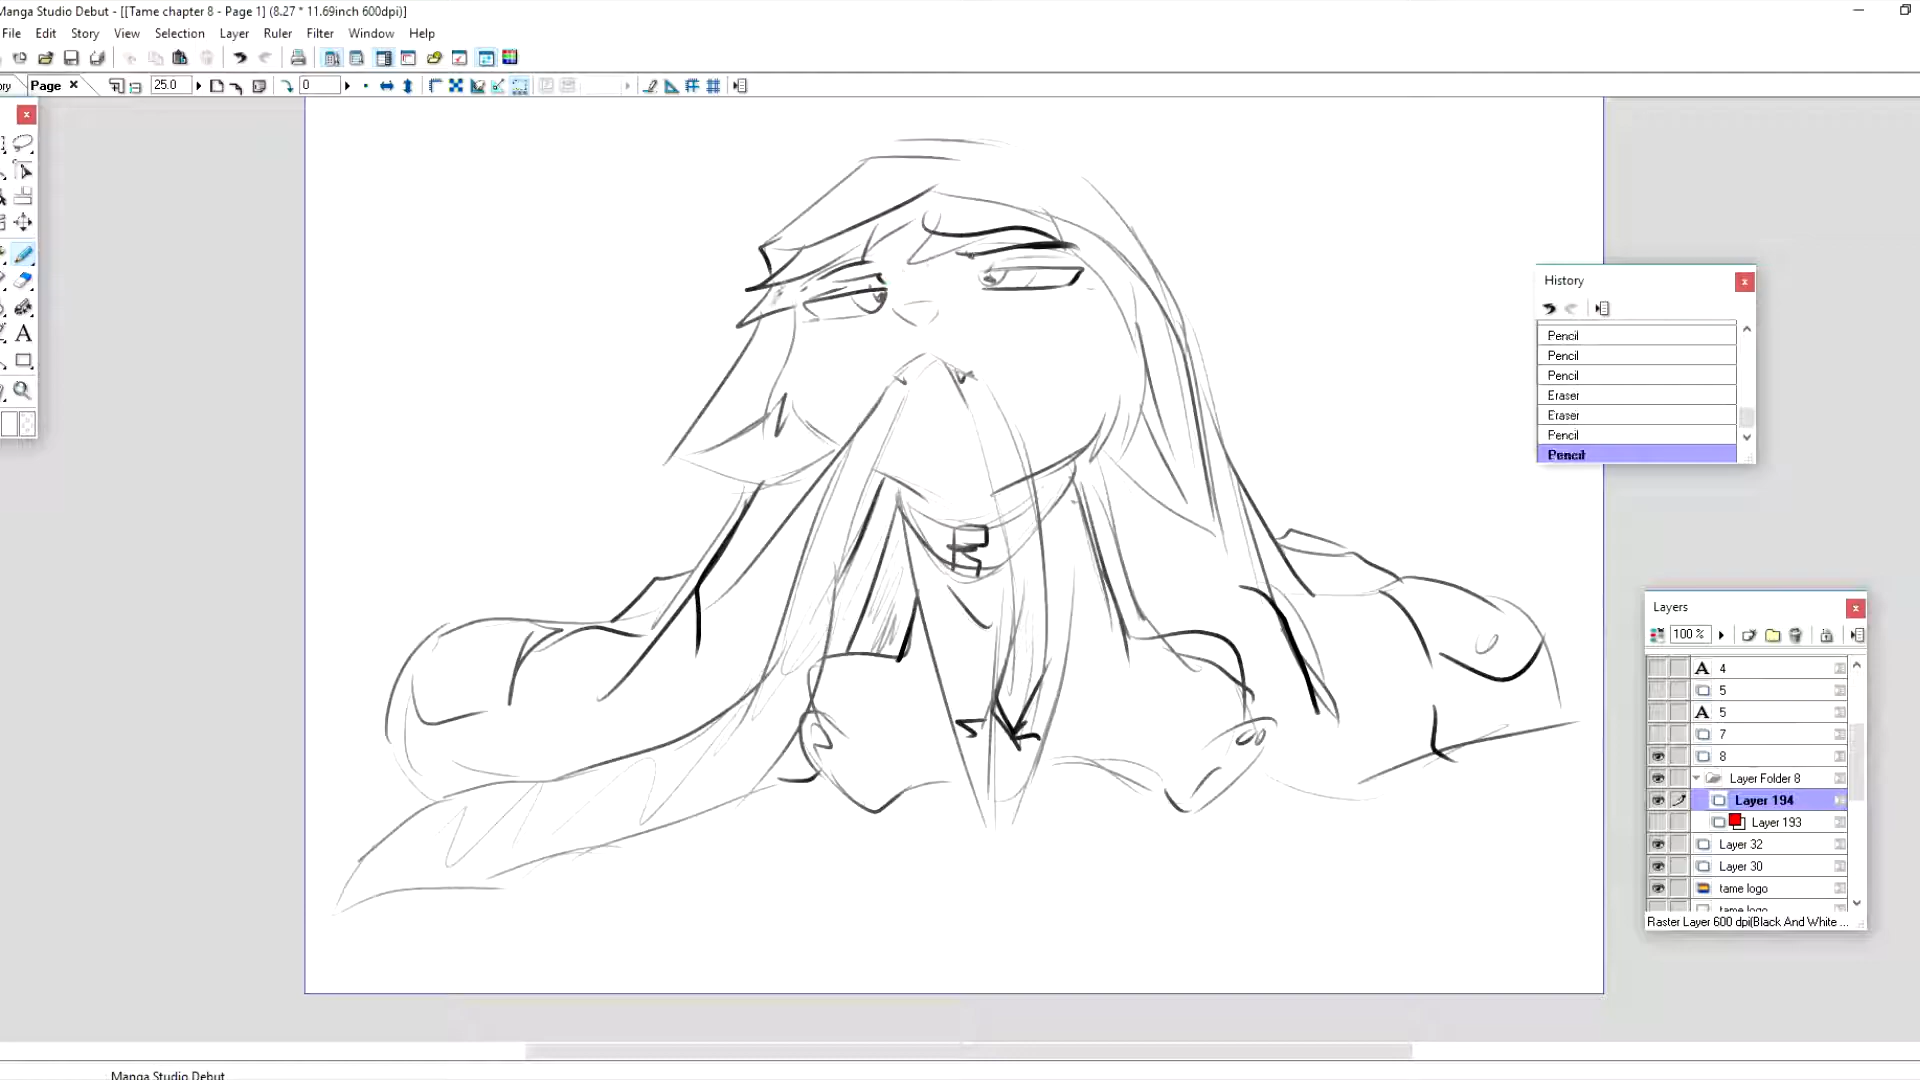 Manga Studio Debut - [[Tame chapter 8 - Page 1] (8.27 * 11.69inch 600dpi)]
File Edit Story View Selection Layer Ruler Filter Window Help
Page
25.0
0
A
History
Pencil
Pencil
Pencil
Eraser
Eraser
Pencil
Pencil
R
Layers
100 %
A 4
5
A 5
7
8
Layer Folder 8
Layer 194
Layer 193
Layer 32
Layer 30
tame logo
tame logo
Raster Layer 600 dpi(Black And White ...
Manga Studio Debut